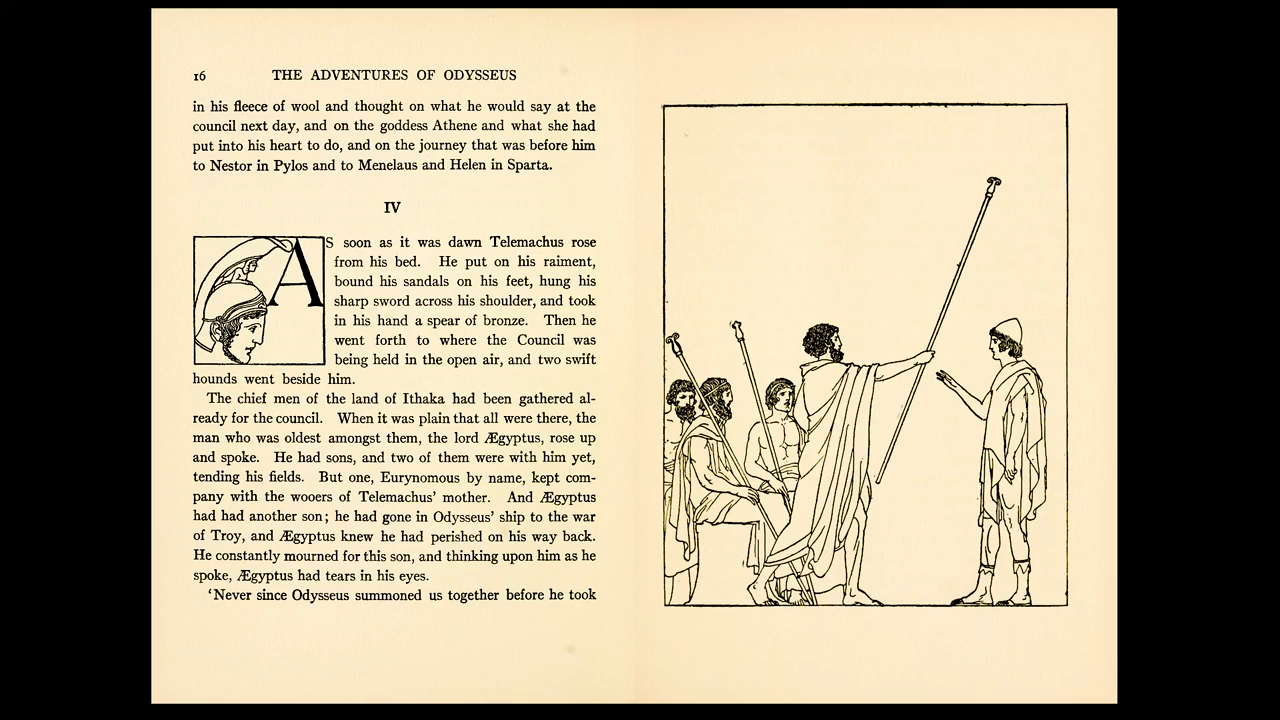 16 THE ADVENTURES OF ODYSSEUS
in his fleece of wool and thought on what he would say at the
council next day, and on the goddess Athene and what she had
put into his heart to do, and on the journey that was before him
to Nestor in Pylos and to Menelaus and Helen in Sparta.
IV
AS soon as it was dawn Telemachus rose
from his bed. He put on his raiment,
bound his sandals on his feet, hung his
sharp sword across his shoulder, and took
in his hand a spear of bronze. Then he
went forth to where the Council was
being held in the open air, and two swift
hounds went beside him.
The chief men of the land of Ithaka had been gathered al-
ready for the council. When it was plain that all were there, the
man who was oldest amongst them, the lord Ægyptus, rose up
and spoke. He had sons, and two of them were with him yet,
tending his fields. But one, Eurynomous by name, kept com-
pany with the wooers of Telemachus' mother. And Ægyptus
had had another son; he had gone in Odysseus' ship to the war
of Troy, and Ægyptus knew he had perished on his way back.
He constantly mourned for this son, and thinking upon him as he
spoke, Ægyptus had tears in his eyes.
'Never since Odysseus summoned us together before he took